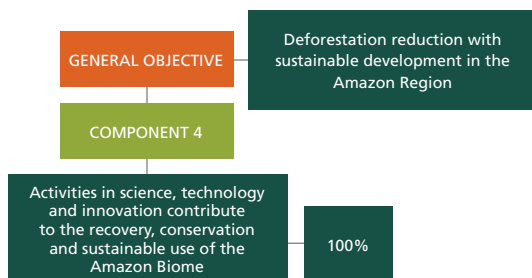 GENERAL OBJECTIVE
Deforestation reduction with
sustainable development in the
Amazon Region
COMPONENT 4
Activities in science, technology
and innovation contribute
to the recovery, conservation
and sustainable use of the
Amazon Biome
100%